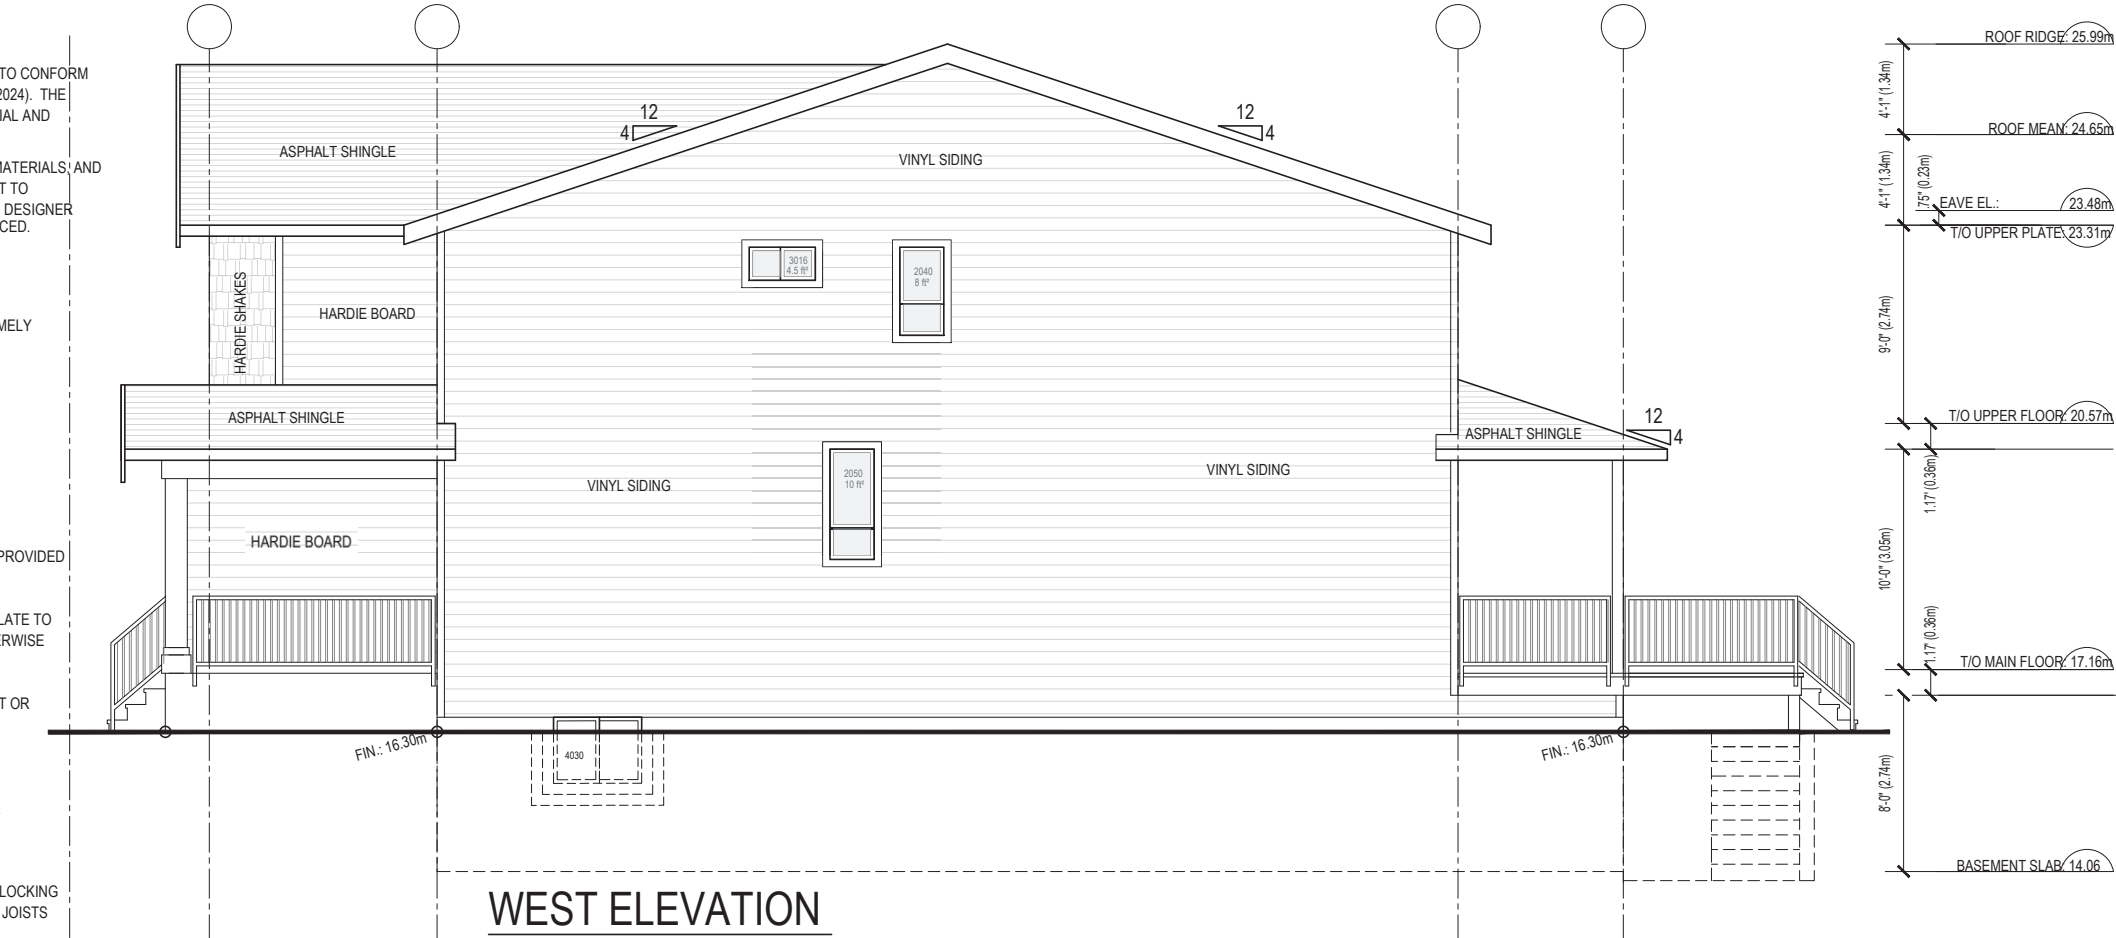 TO CONFORM
2024). THE
IAL AND
MATERIALS, AND
T TO
DESIGNER
CED.
MELY
PROVIDED
LATE TO
ERWISE
T OR
LOCKING
JOISTS
12
4
12
4
ASPHALT SHINGLE
VINYL SIDING
HARDIE SHAKES
HARDIE BOARD
3016
4.5 ft²
2040
8 ft²
ASPHALT SHINGLE
12
4
ASPHALT SHINGLE
2050
10 ft²
VINYL SIDING
VINYL SIDING
HARDIE BOARD
FIN.: 16.30m
4030
FIN.: 16.30m
WEST ELEVATION
ROOF RIDGE: 25.99m
4'-1" (1.34m)
ROOF MEAN: 24.65m
4'-1" (1.34m)
.75" (0.23m)
EAVE EL.: 23.48m
T/O UPPER PLATE: 23.31m
9'-0" (2.74m)
T/O UPPER FLOOR: 20.57m
1.17' (0.36m)
10'-0" (3.05m)
1.17' (0.36m)
T/O MAIN FLOOR: 17.16m
8'-0" (2.74m)
BASEMENT SLAB: 14.06